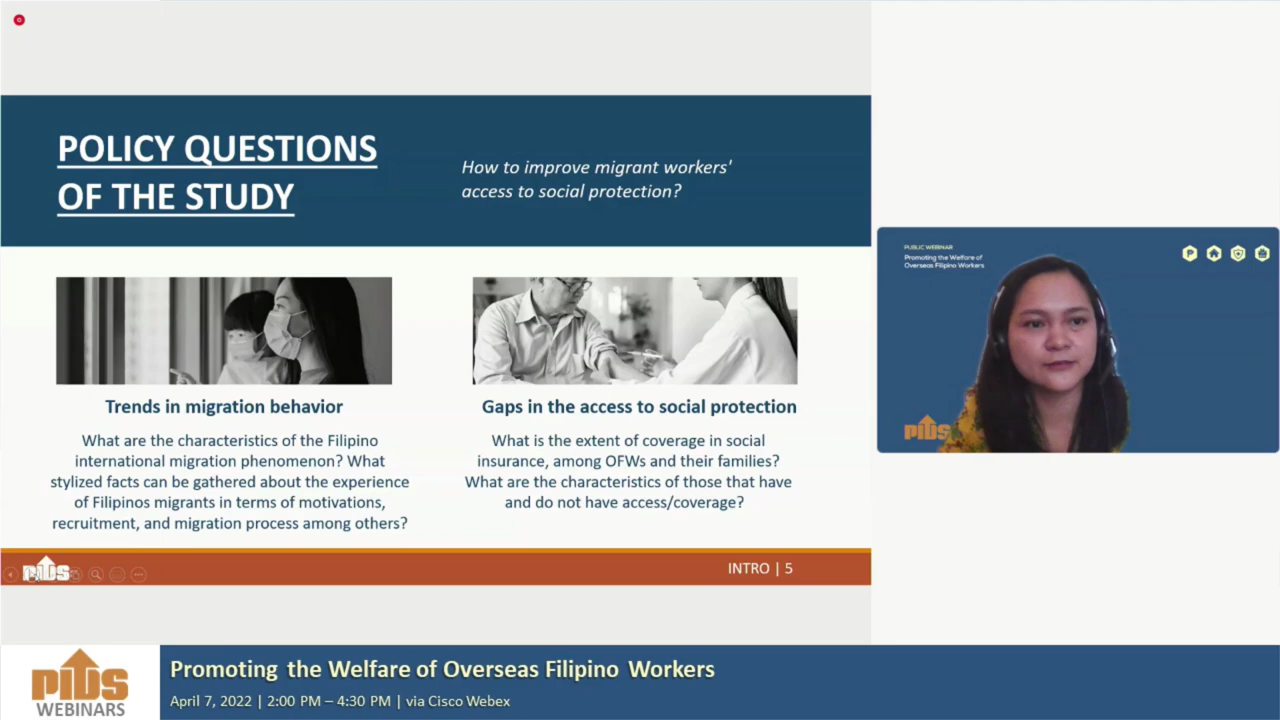 POLICY QUESTIONS
OF THE STUDY
How to improve migrant workers'
access to social protection?
Trends in migration behavior
What are the characteristics of the Filipino
international migration phenomenon? What
stylized facts can be gathered about the experience
of Filipinos migrants in terms of motivations,
recruitment, and migration process among others?
Gaps in the access to social protection
What is the extent of coverage in social
insurance, among OFWs and their families?
What are the characteristics of those that have
and do not have access/coverage?
PIDS
INTRO | 5
PUBLIC WEBINAR
Promoting the Welfare of
Overseas Filipino Workers
P
PIDS
PIDS
WEBINARS
Promoting the Welfare of Overseas Filipino Workers
April 7, 2022 | 2:00 PM – 4:30 PM | via Cisco Webex